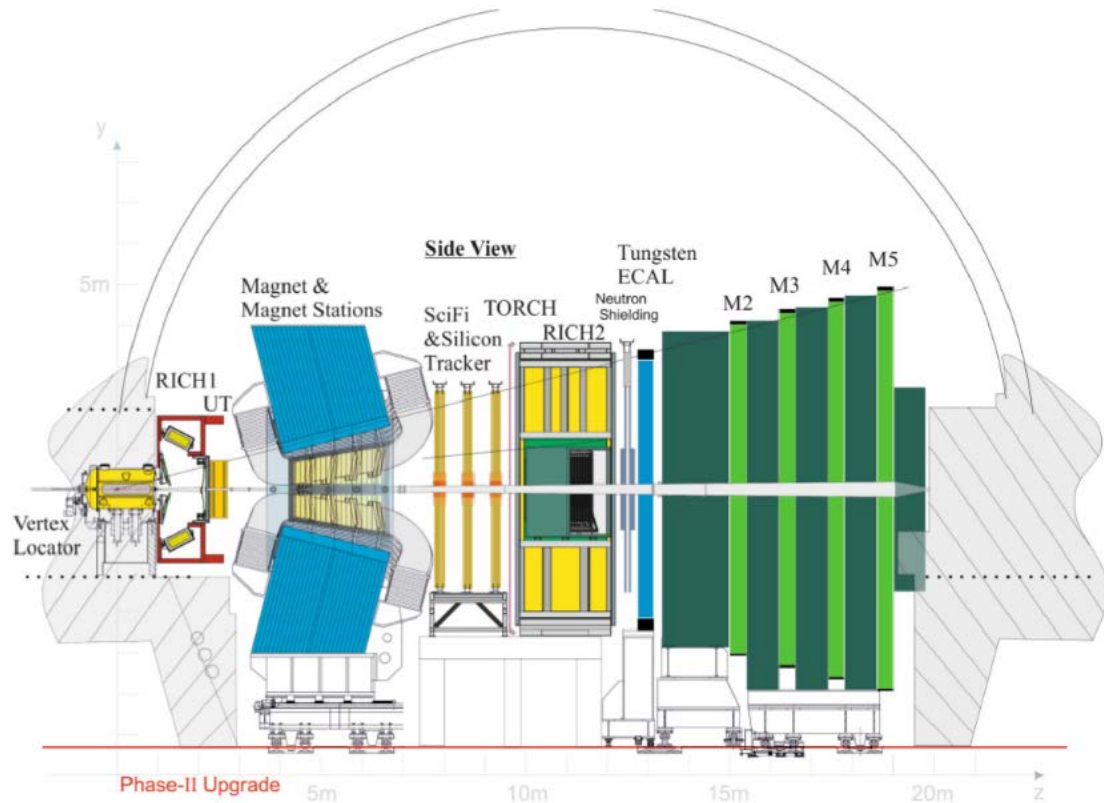 y
Side View
Tungsten
ECAL
M5
M4
M3
M2
Magnet &
Magnet Stations
5m
Neutron
Shielding
SciFi
&Silicon
Tracker
TORCH
RICH2
RICH1
UT
Vertex
Locator
Phase-II Upgrade
5m
10m
15m
20m
z